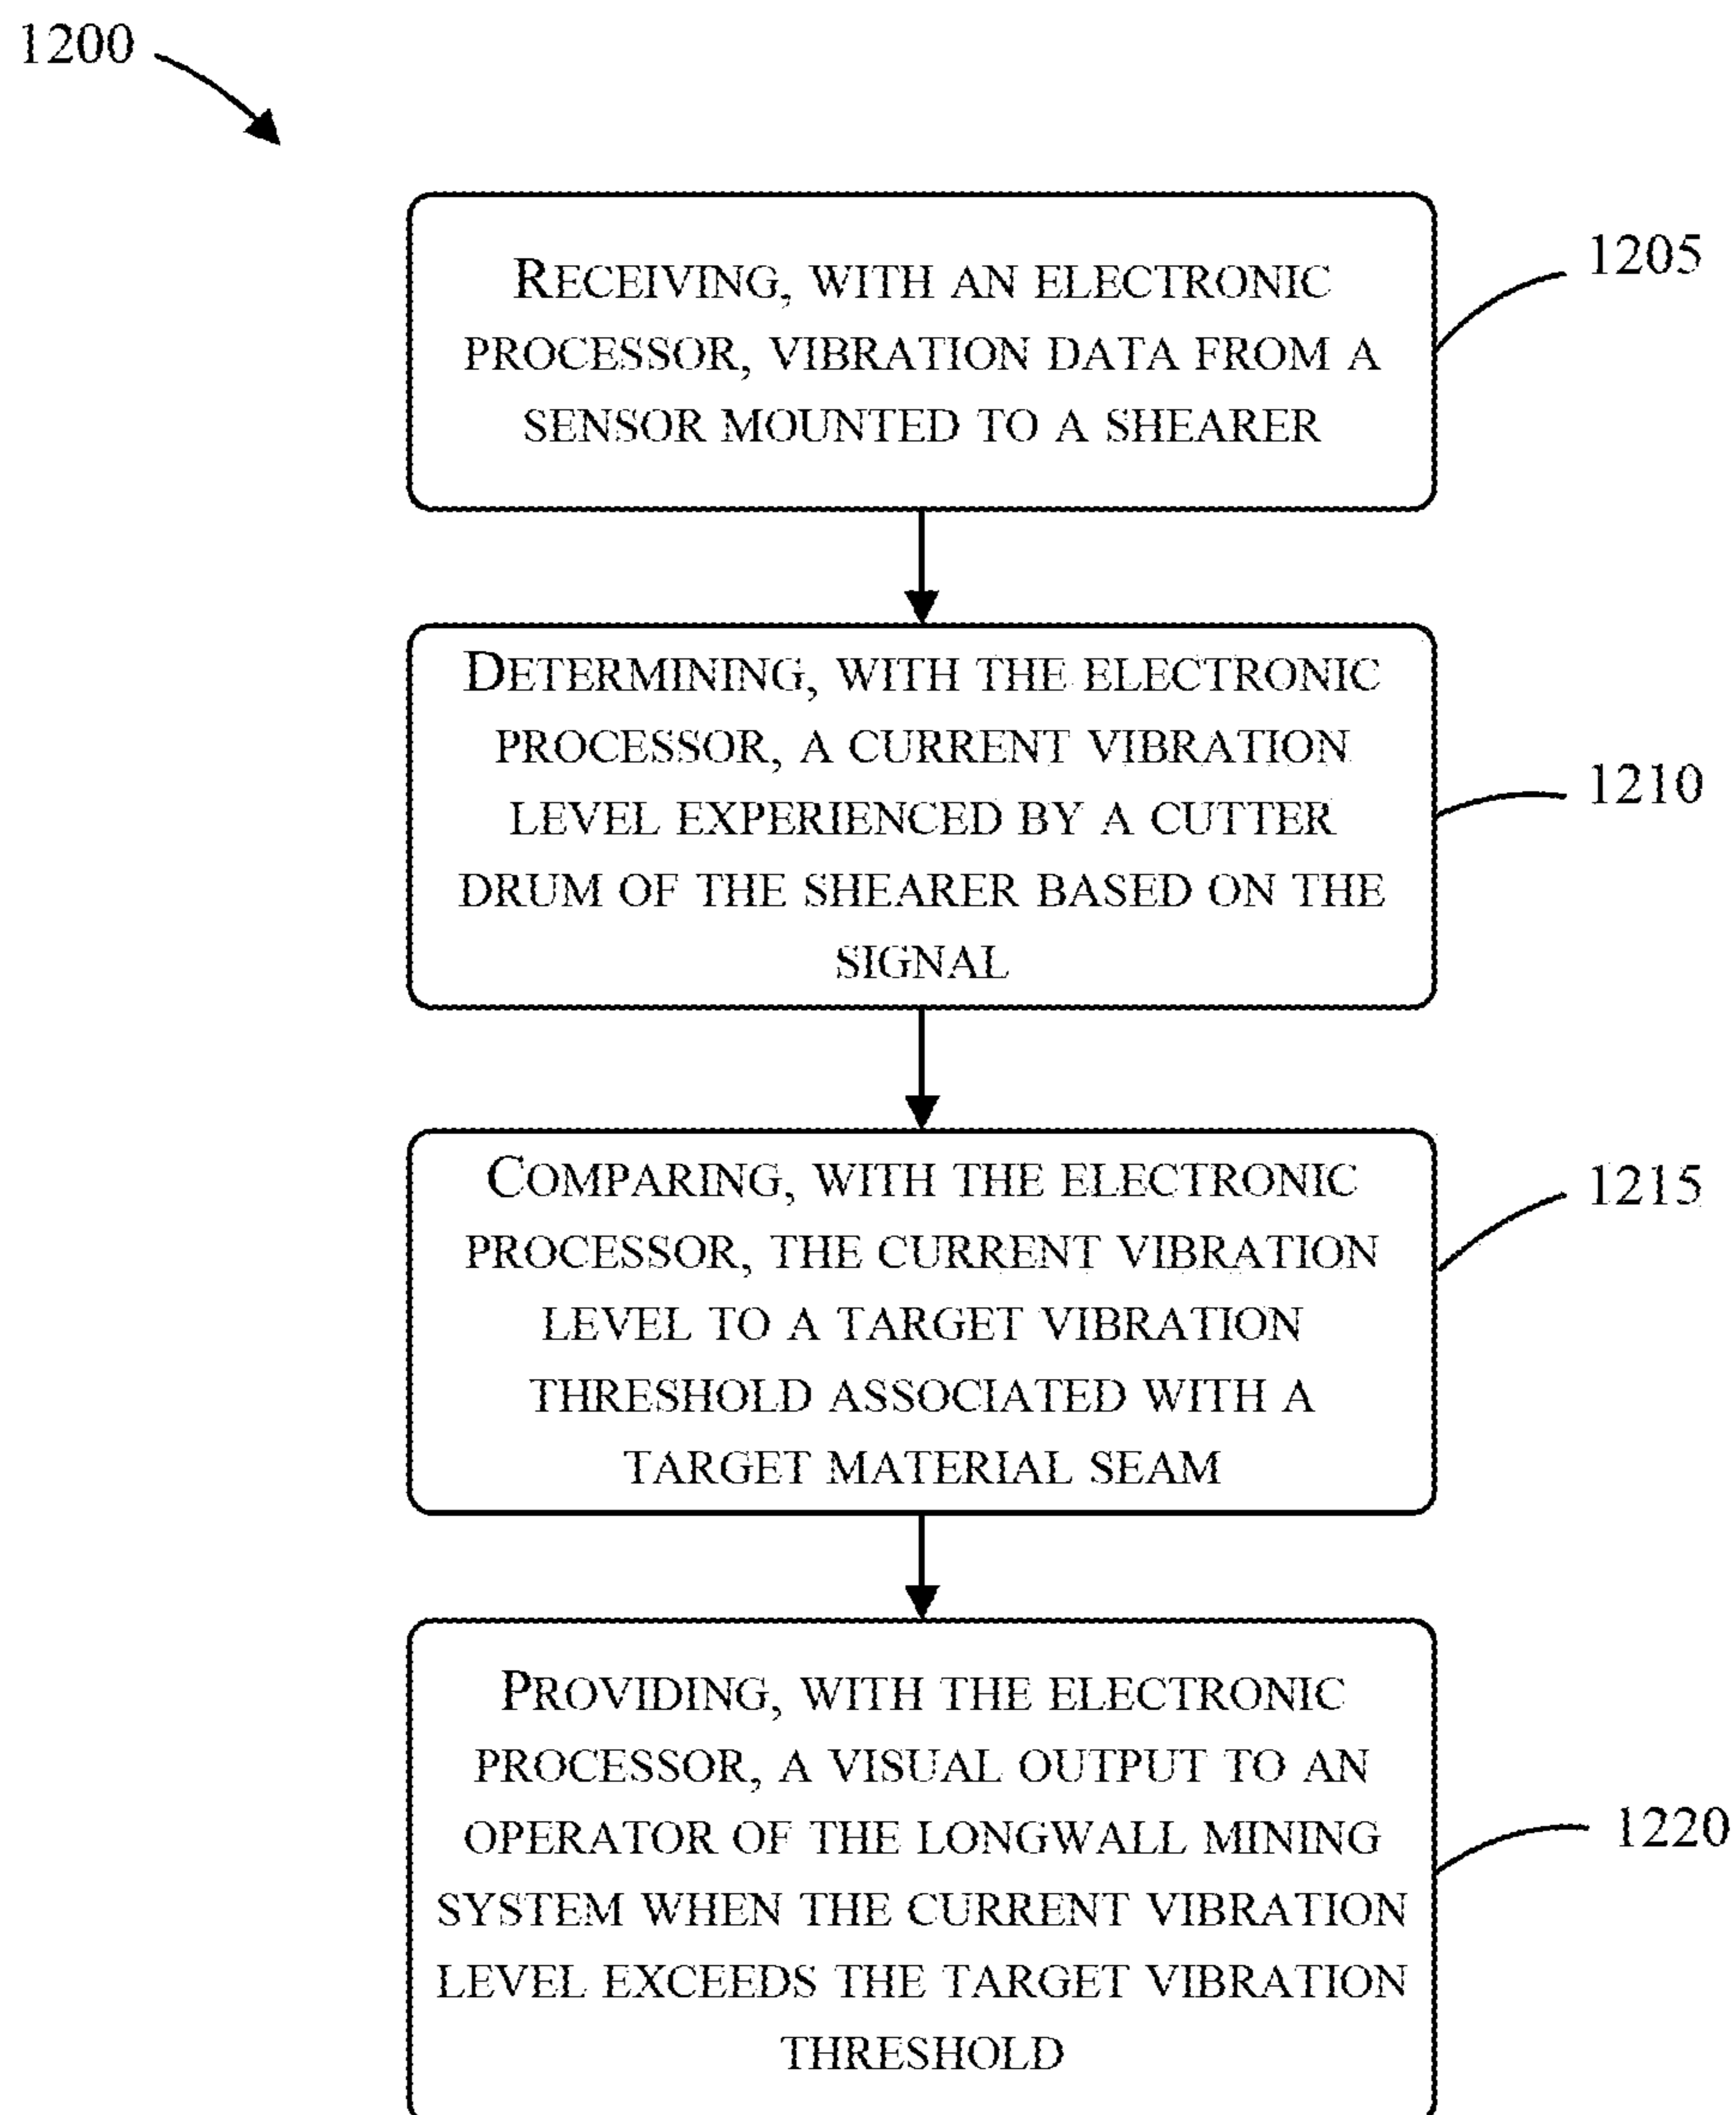 1200
RECEIVING, WITH AN ELECTRONIC
PROCESSOR, VIBRATION DATA FROM A
SENSOR MOUNTED TO A SHEARER
1205
DETERMINING, WITH THE ELECTRONIC
PROCESSOR, A CURRENT VIBRATION
LEVEL EXPERIENCED BY A CUTTER
DRUM OF THE SHEARER BASED ON THE
SIGNAL
1210
COMPARING, WITH THE ELECTRONIC
PROCESSOR, THE CURRENT VIBRATION
LEVEL TO A TARGET VIBRATION
THRESHOLD ASSOCIATED WITH A
TARGET MATERIAL SEAM
1215
PROVIDING, WITH THE ELECTRONIC
PROCESSOR, A VISUAL OUTPUT TO AN
OPERATOR OF THE LONGWALL MINING
SYSTEM WHEN THE CURRENT VIBRATION
LEVEL EXCEEDS THE TARGET VIBRATION
THRESHOLD
1220